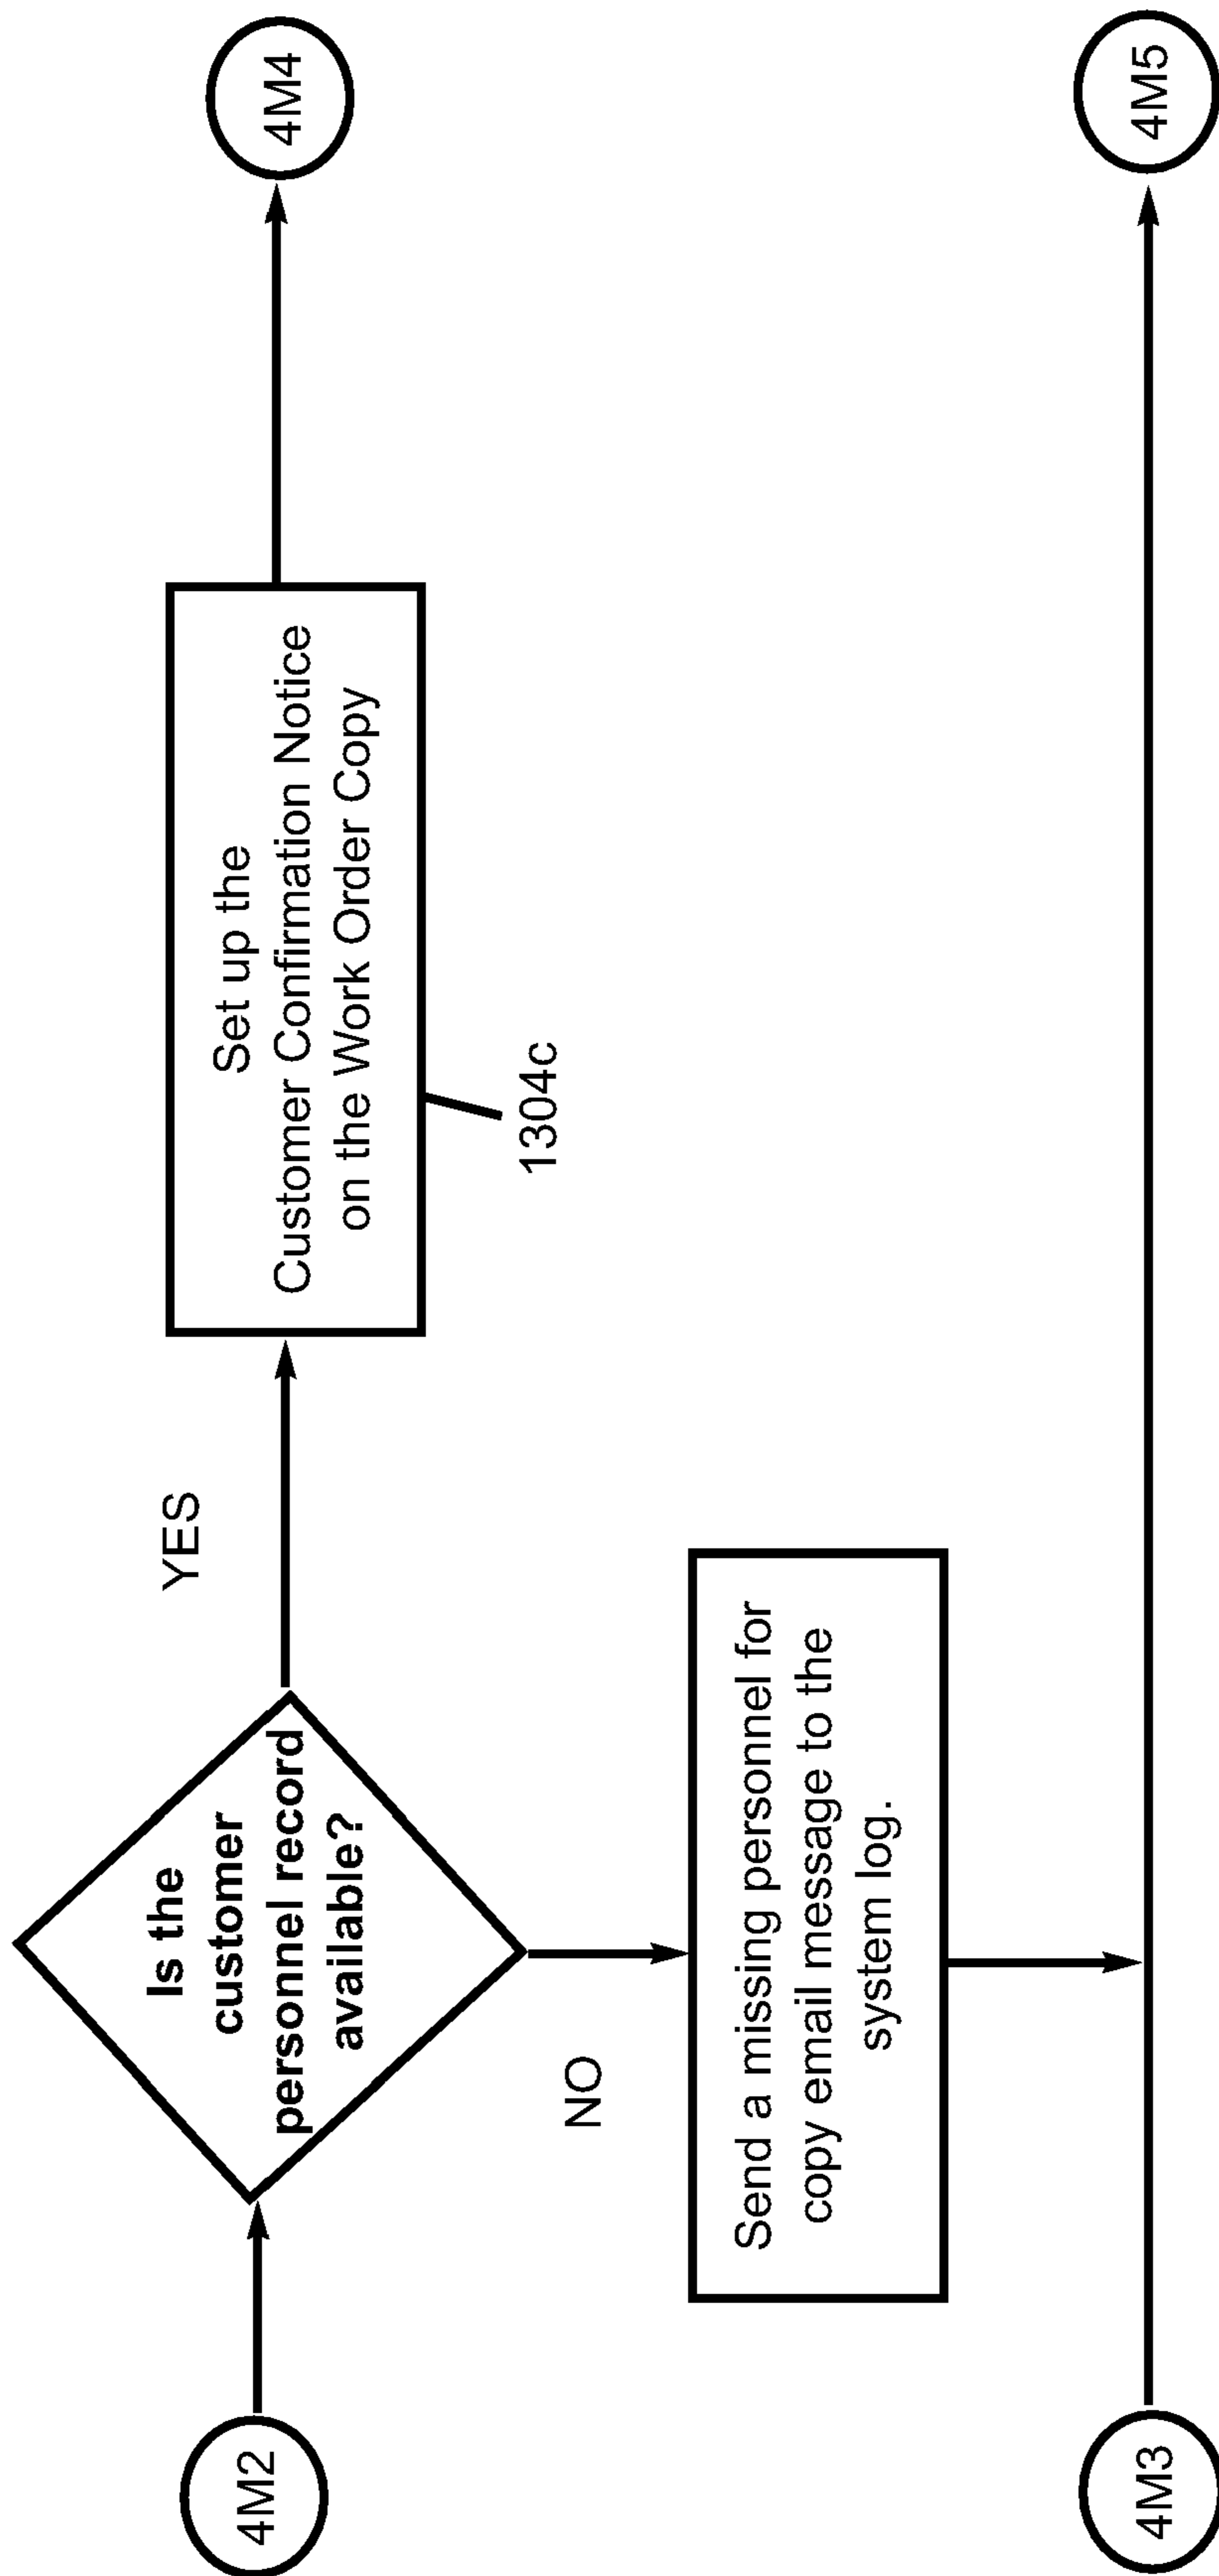 4M2
Is the
customer
personnel record
available?
YES
Set up the
Customer Confirmation Notice
on the Work Order Copy
1304c
4M4
NO
Send a missing personnel for
copy email message to the
system log.
4M3
4M5